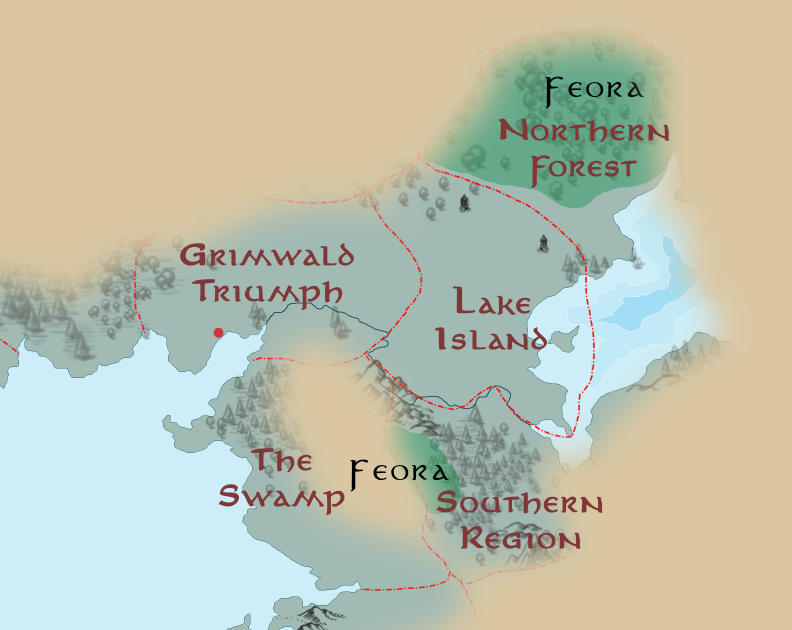 Feora
Northern
Forest
Grimwald
Triumph
Lake
Island
The
Swamp
Feora
Southern
Region